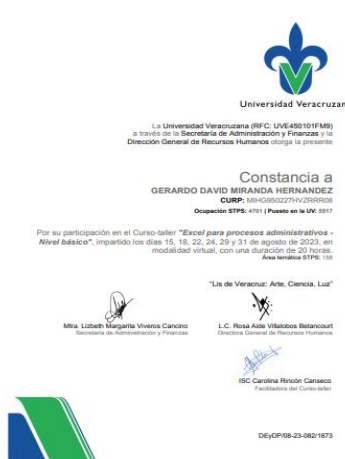 Universidad Veracruzana
La Universidad Veracruzana (RFC: UVE450101FM9)
a través de la Secretaría de Administración y Finanzas y la
Dirección General de Recursos Humanos otorga la presente
Constancia a
GERARDO DAVID MIRANDA HERNANDEZ
CURP: MIHG950227HVZRRR08
Ocupación STPS: 4701 | Puesto en la UV: 5517
Por su participación en el Curso-taller "Excel para procesos administrativos -
Nivel básico", impartido los días 15, 18, 22, 24, 29 y 31 de agosto de 2023, en
modalidad virtual, con una duración de 20 horas.
Área temática STPS:
"Lis de Veracruz: Arte, Ciencia, Luz"
Mtra. Lizbeth Margarita Viveros Cancino
Secretaria de Administración y Finanzas
L.C. Rosa Aide Villalobos Betancourt
Directora General de Recursos Humanos
ISC Carolina Rincón Canseco
Facilitadora del Curso-taller
DEyDP/08-23-082/1873